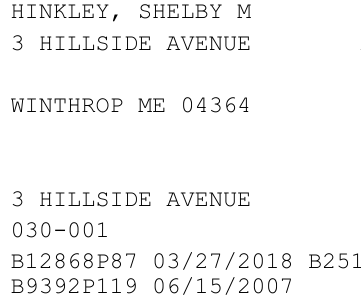 HINKLEY, SHELBY M
3 HILLSIDE AVENUE
WINTHROP ME 04364
3 HILLSIDE AVENUE
030-001
B12868P87 03/27/2018 B251
B9392P119 06/15/2007